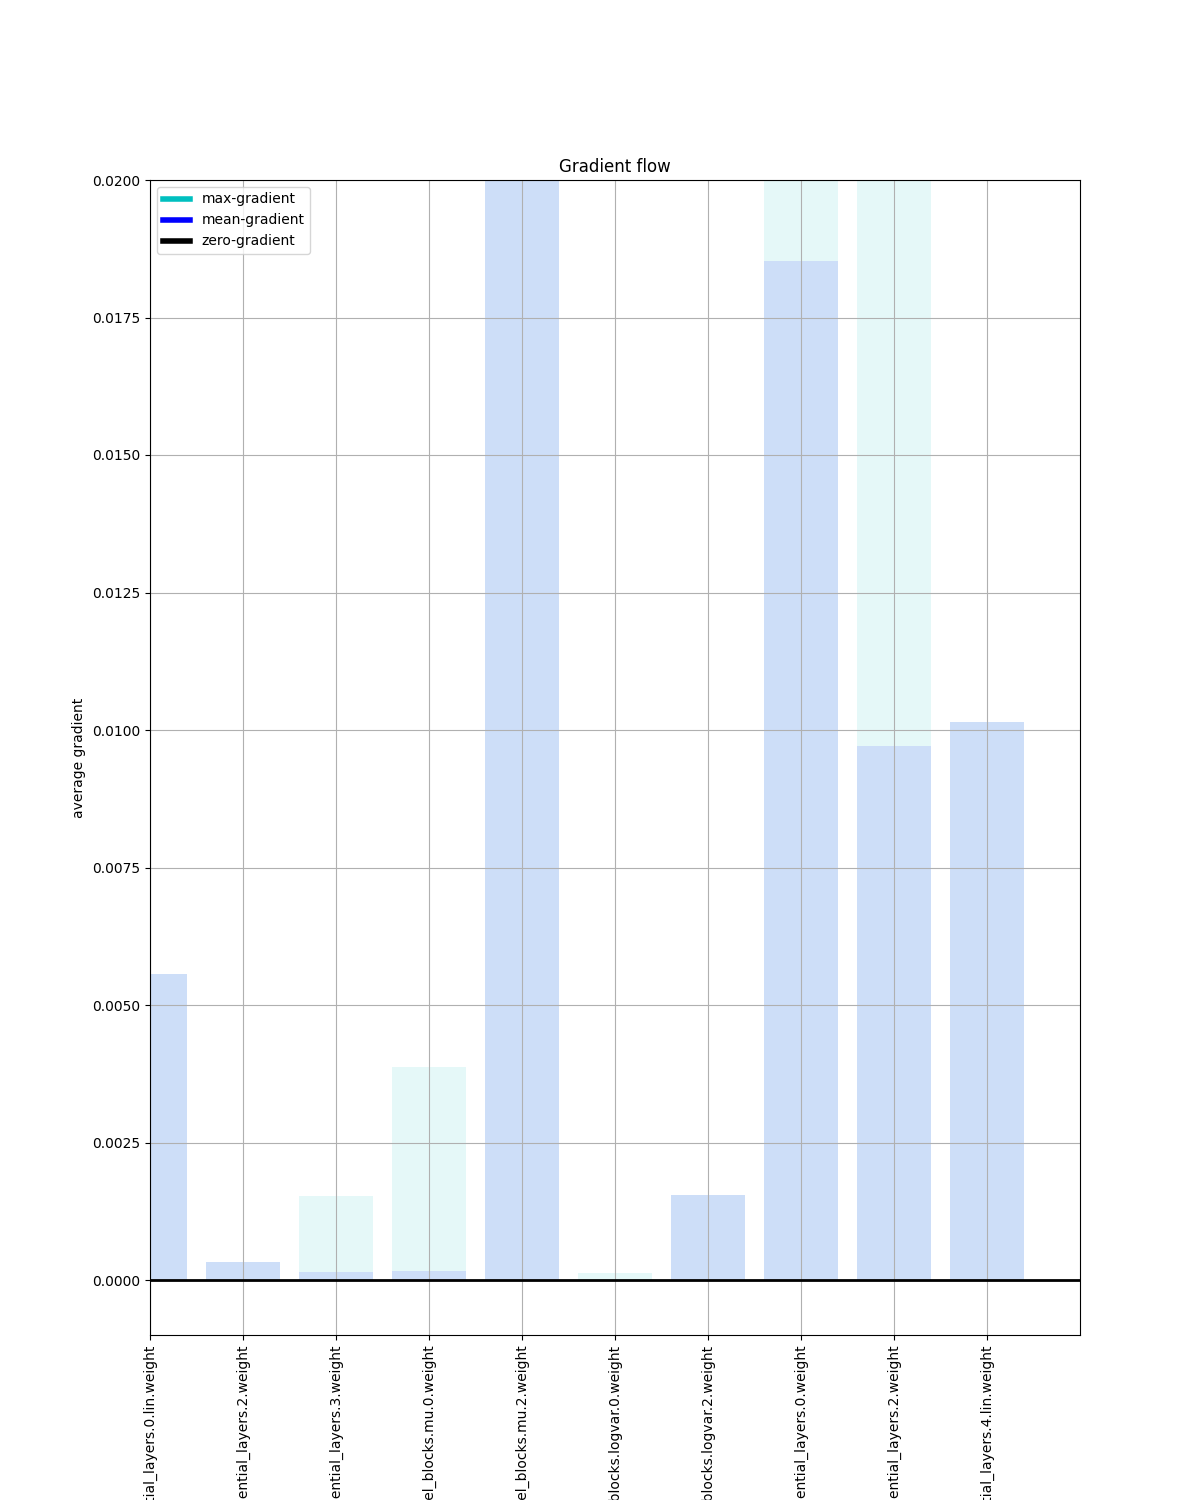 Gradient flow
max-gradient
mean-gradient
zero-gradient
0.0200
0.0175
0.0150
0.0125
0.0100
0.0075
0.0050
0.0025
0.0000
average gradient
tial_layers.0.lin.weight
ential_layers.2.weight
ential_layers.3.weight
el_blocks.mu.0.weight
el_blocks.mu.2.weight
blocks.logvar.0.weight
blocks.logvar.2.weight
ential_layers.0.weight
ential_layers.2.weight
tial_layers.4.lin.weight